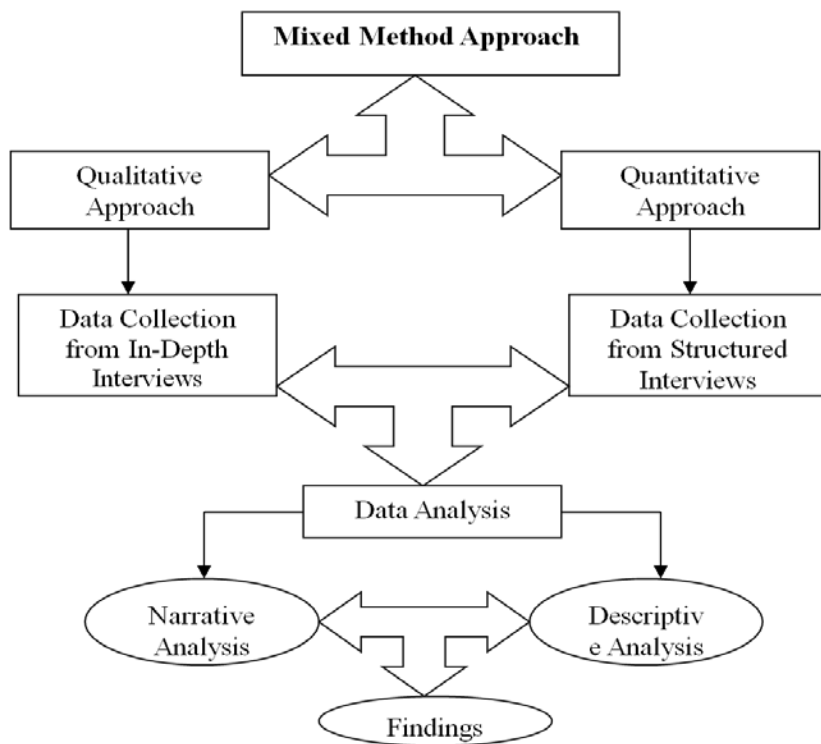 Mixed Method Approach
Qualitative
Approach
Quantitative
Approach
Data Collection
from In-Depth
Interviews
Data Collection
from Structured
Interviews
Data Analysis
Narrative
Analysis
Descriptiv
e Analysis
Findings